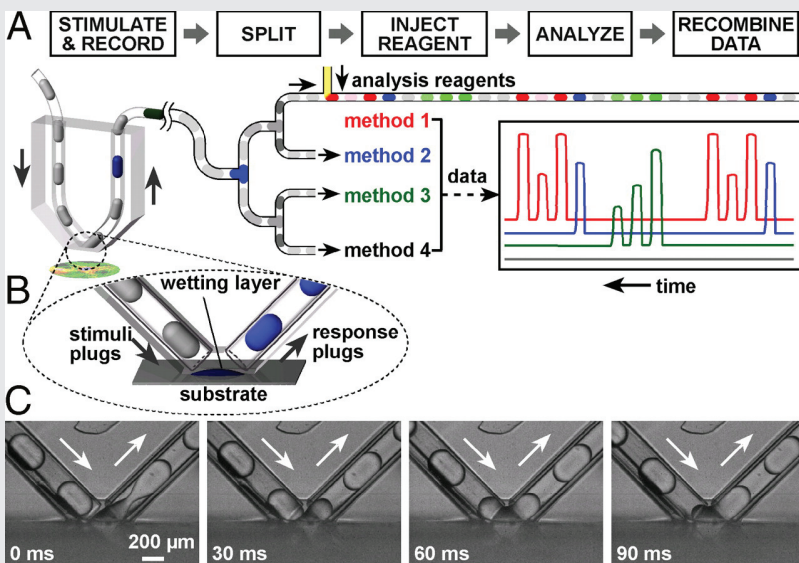 A
STIMULATE
& RECORD
SPLIT
INJECT
REAGENT
ANALYZE
RECOMBINE
DATA
analysis reagents
method 1
method 2
method 3
method 4
data
time
B
wetting layer
stimuli
plugs
response
plugs
substrate
C
0 ms
200 µm
30 ms
60 ms
90 ms